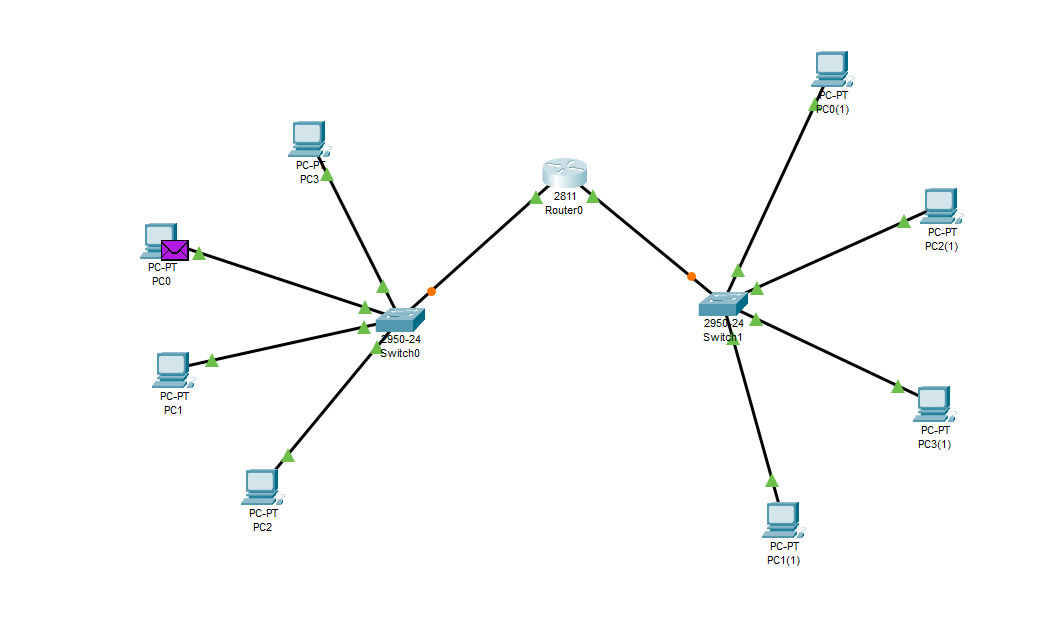 PC-PT
PC0(1)
PC-PT
PC3
2811
Router0
PC-PT
PC2(1)
PC-PT
PC0
2950-24
Switch1
2950-24
Switch0
PC-PT
PC1
PC-PT
PC3(1)
PC-PT
PC2
PC-PT
PC1(1)